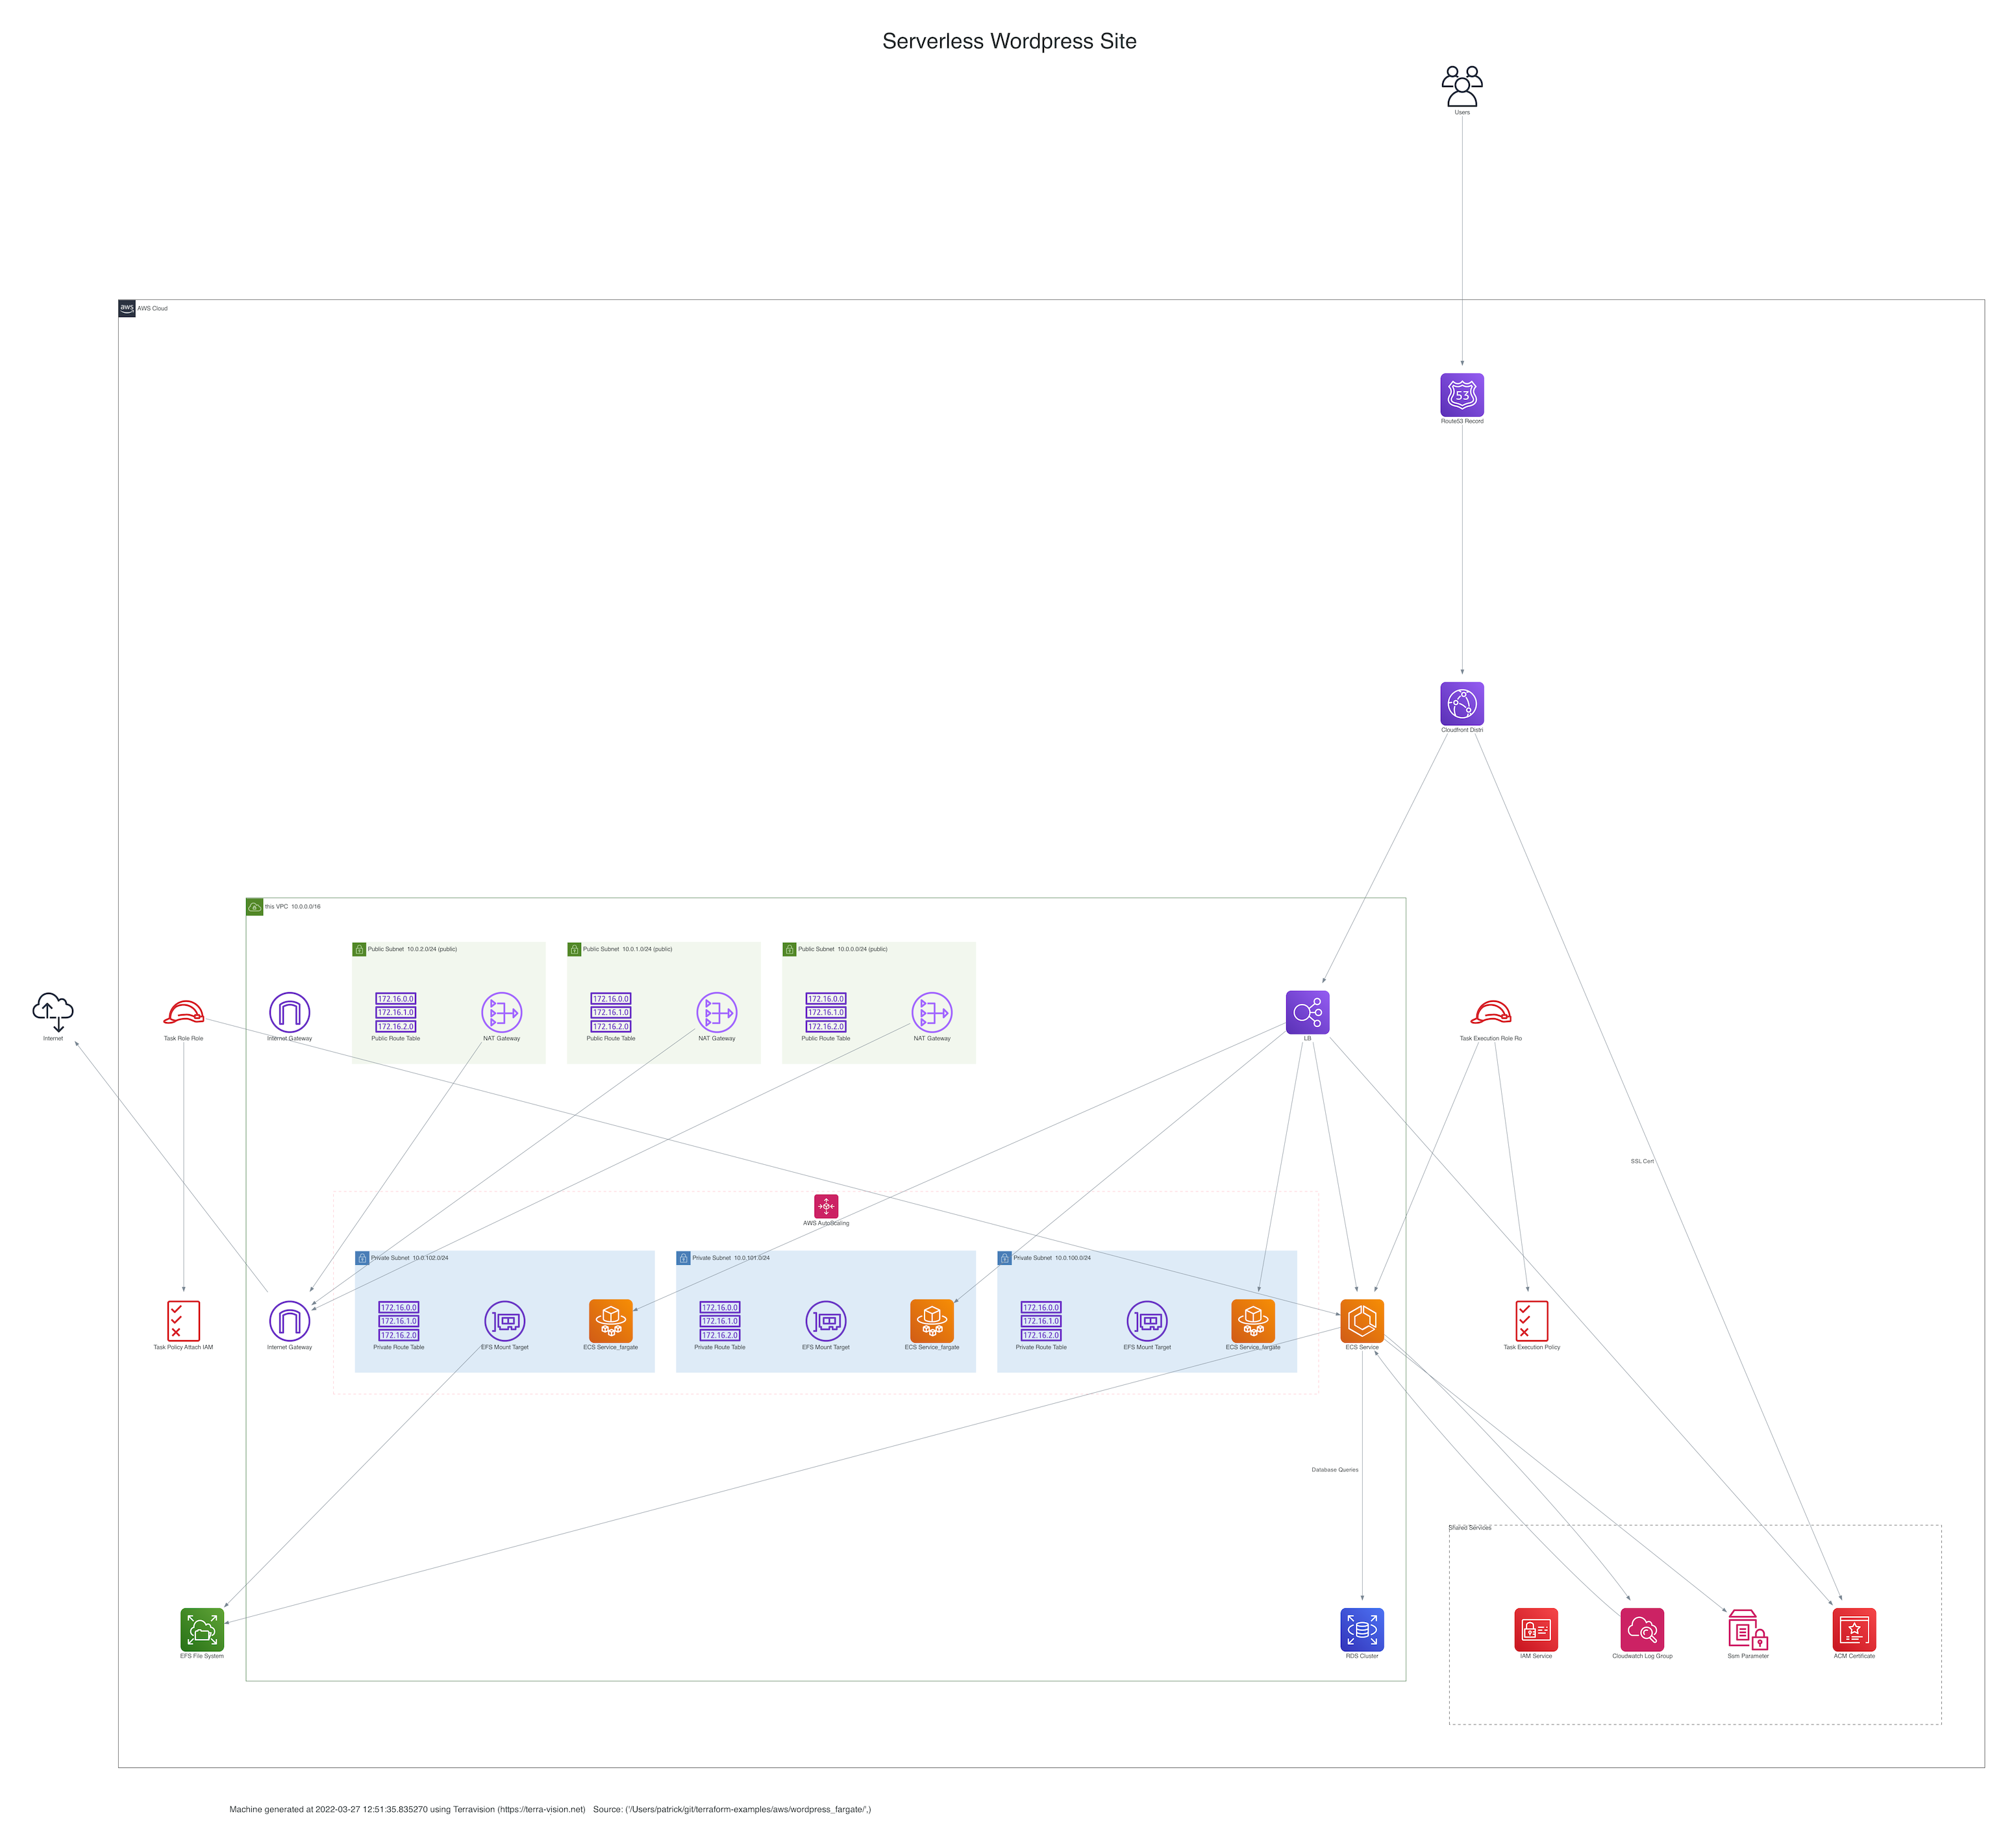 Serverless Wordpress Site
Users
aws
AWS Cloud
53
Route53 Record
Cloudfront Distri
this VPC 10.0.0.0/16
Public Subnet 10.0.2.0/24 (public)
Public Subnet 10.0.1.0/24 (public)
Public Subnet 10.0.0.0/24 (public)
172.16.0.0
172.16.1.0
172.16.2.0
172.16.0.0
172.16.1.0
172.16.2.0
172.16.0.0
172.16.1.0
172.16.2.0
Internet
Task Role Role
Internet Gateway
Public Route Table
NAT Gateway
Public Route Table
NAT Gateway
Public Route Table
NAT Gateway
LB
Task Execution Role Ro
SSL Cert
AWS AutoScaling
Private Subnet 10.0.102.0/24
Private Subnet 10.0.101.0/24
Private Subnet 10.0.100.0/24
172.16.0.0
172.16.1.0
172.16.2.0
172.16.0.0
172.16.1.0
172.16.2.0
172.16.0.0
172.16.1.0
172.16.2.0
Task Policy Attach IAM
Internet Gateway
Private Route Table
EFS Mount Target
ECS Service_fargate
Private Route Table
EFS Mount Target
ECS Service_fargate
Private Route Table
EFS Mount Target
ECS Service_fargate
ECS Service
Task Execution Policy
Database Queries
Shared Services
EFS File System
RDS Cluster
IAM Service
Cloudwatch Log Group
Ssm Parameter
ACM Certificate
Machine generated at 2022-03-27 12:51:35.835270 using Terravision (https://terra-vision.net) Source: ('/Users/patrick/git/terraform-examples/aws/wordpress_fargate/',)